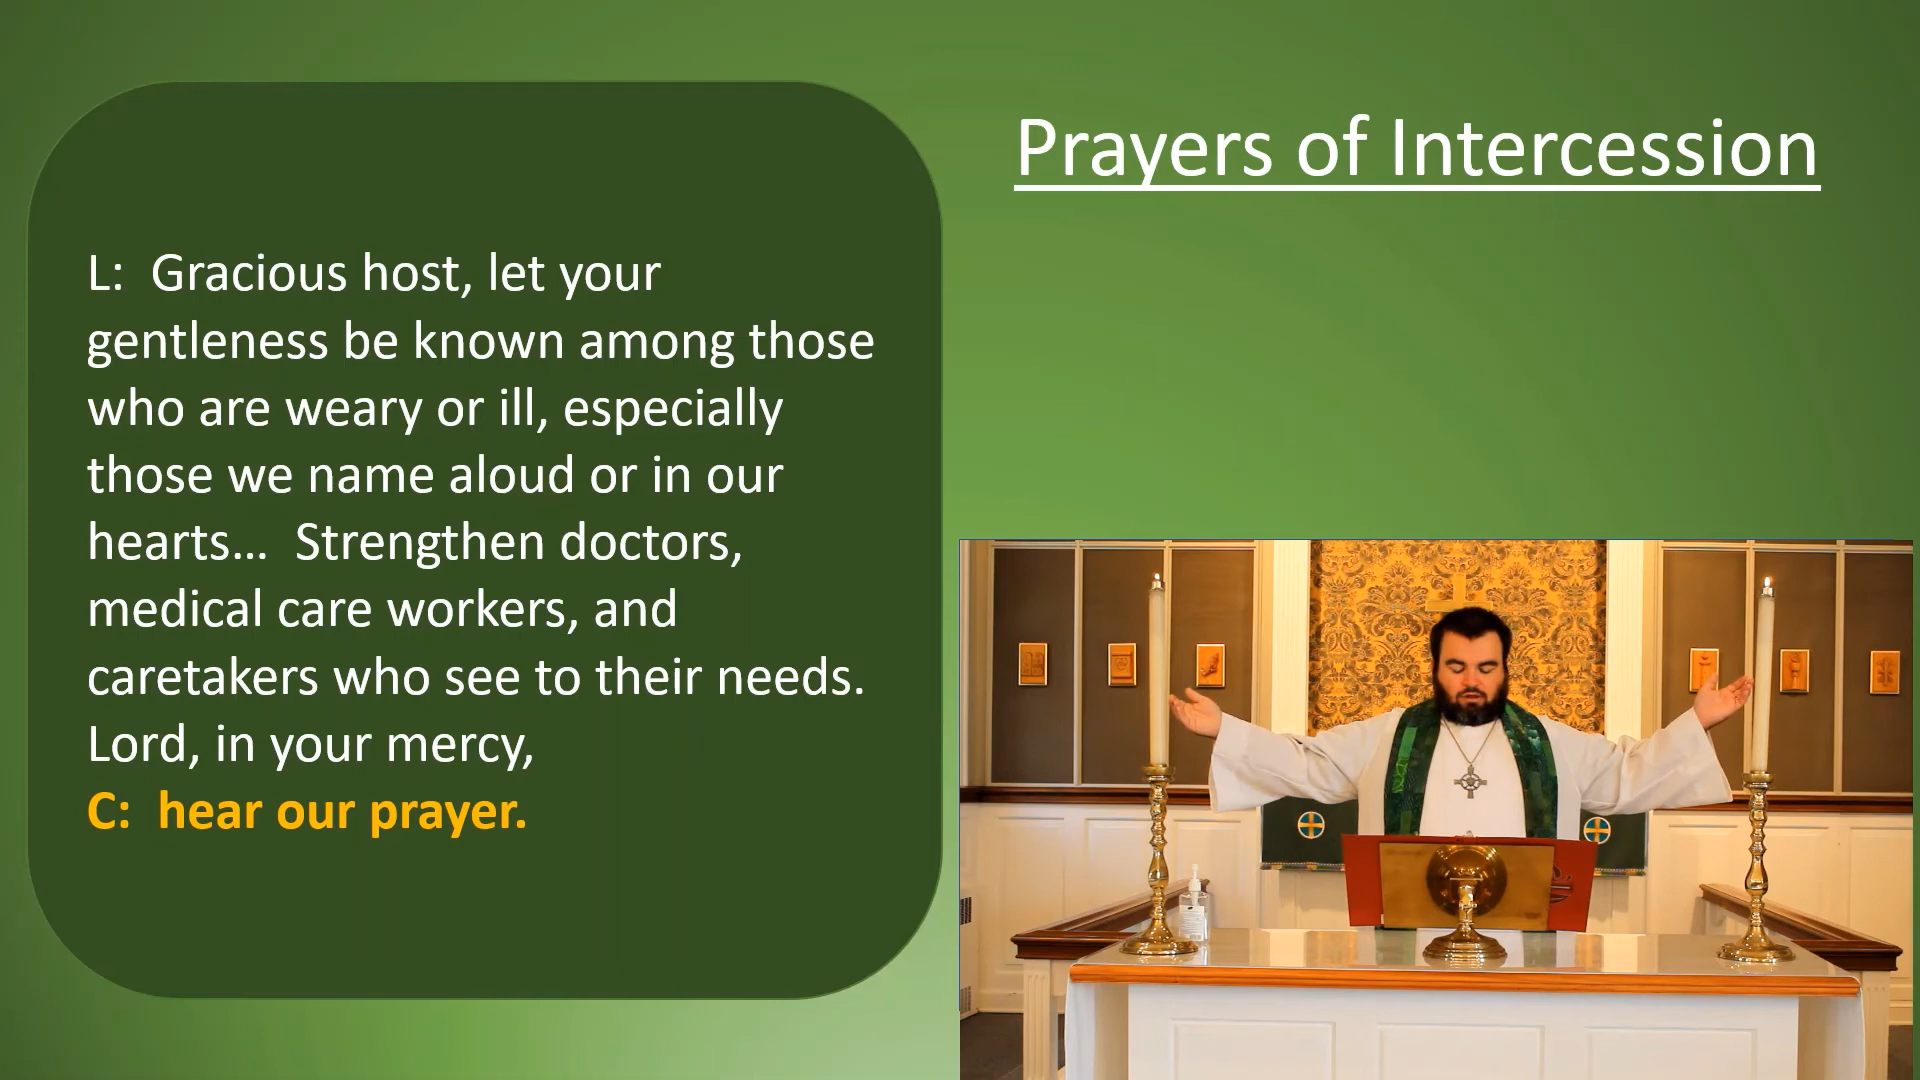 Prayers of Intercession
L: Gracious host, let your
gentleness be known among those
who are weary or ill, especially
those we name aloud or in our
hearts… Strengthen doctors,
medical care workers, and
caretakers who see to their needs.
Lord, in your mercy,
C: hear our prayer.